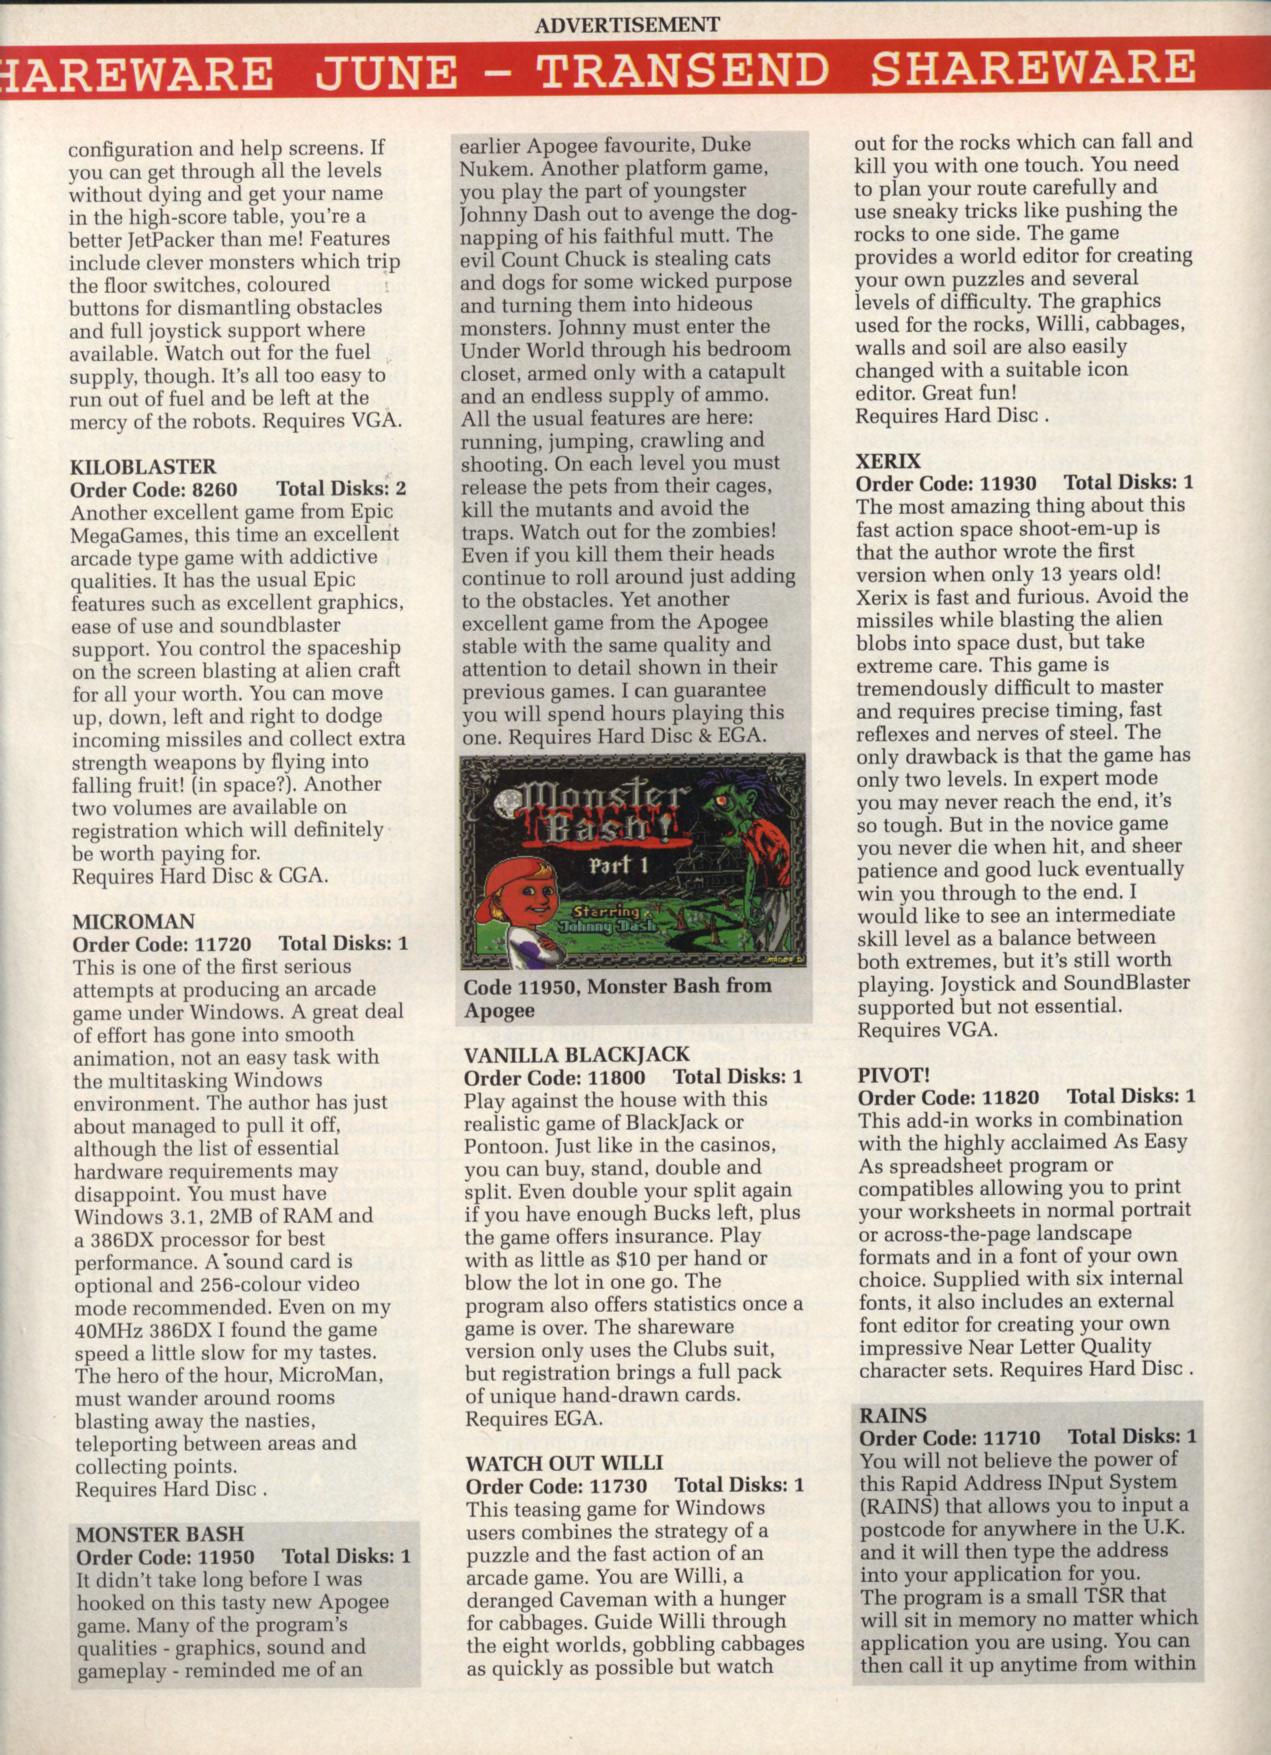 ADVERTISEMENT
HAREWARE JUNE – TRANSEND SHAREWARE
configuration and help screens. If
you can get through all the levels
without dying and get your name
in the high-score table, you're a
better JetPacker than me! Features
include clever monsters which trip
the floor switches, coloured
buttons for dismantling obstacles
and full joystick support where
available. Watch out for the fuel
supply, though. It's all too easy to
run out of fuel and be left at the
mercy of the robots. Requires VGA.
KILOBLASTER
Order Code: 8260 Total Disks: 2
Another excellent game from Epic
MegaGames, this time an excellent
arcade type game with addictive
qualities. It has the usual Epic
features such as excellent graphics,
ease of use and soundblaster
support. You control the spaceship
on the screen blasting at alien craft
for all your worth. You can move
up, down, left and right to dodge
incoming missiles and collect extra
strength weapons by flying into
falling fruit! (in space?). Another
two volumes are available on
registration which will definitely
be worth paying for.
Requires Hard Disc & CGA.
MICROMAN
Order Code: 11720 Total Disks: 1
This is one of the first serious
attempts at producing an arcade
game under Windows. A great deal
of effort has gone into smooth
animation, not an easy task with
the multitasking Windows
environment. The author has just
about managed to pull it off,
although the list of essential
hardware requirements may
disappoint. You must have
Windows 3.1, 2MB of RAM and
a 386DX processor for best
performance. A sound card is
optional and 256-colour video
mode recommended. Even on my
40MHz 386DX I found the game
speed a little slow for my tastes.
The hero of the hour, MicroMan,
must wander around rooms
blasting away the nasties,
teleporting between areas and
collecting points.
Requires Hard Disc .
MONSTER BASH
Order Code: 11950 Total Disks: 1
It didn't take long before I was
hooked on this tasty new Apogee
game. Many of the program's
qualities - graphics, sound and
gameplay - reminded me of an
earlier Apogee favourite, Duke
Nukem. Another platform game,
you play the part of youngster
Johnny Dash out to avenge the dog-
napping of his faithful mutt. The
evil Count Chuck is stealing cats
and dogs for some wicked purpose
and turning them into hideous
monsters. Johnny must enter the
Under World through his bedroom
closet, armed only with a catapult
and an endless supply of ammo.
All the usual features are here:
running, jumping, crawling and
shooting. On each level you must
release the pets from their cages,
kill the mutants and avoid the
traps. Watch out for the zombies!
Even if you kill them their heads
continue to roll around just adding
to the obstacles. Yet another
excellent game from the Apogee
stable with the same quality and
attention to detail shown in their
previous games. I can guarantee
you will spend hours playing this
one. Requires Hard Disc & EGA.
Monster
Bash!
Part 1
Starring
Johnny Dash
Code 11950, Monster Bash from
Apogee
VANILLA BLACKJACK
Order Code: 11800 Total Disks: 1
Play against the house with this
realistic game of BlackJack or
Pontoon. Just like in the casinos,
you can buy, stand, double and
split. Even double your split again
if you have enough Bucks left, plus
the game offers insurance. Play
with as little as $10 per hand or
blow the lot in one go. The
program also offers statistics once a
game is over. The shareware
version only uses the Clubs suit,
but registration brings a full pack
of unique hand-drawn cards.
Requires EGA.
WATCH OUT WILLI
Order Code: 11730 Total Disks: 1
This teasing game for Windows
users combines the strategy of a
puzzle and the fast action of an
arcade game. You are Willi, a
deranged Caveman with a hunger
for cabbages. Guide Willi through
the eight worlds, gobbling cabbages
as quickly as possible but watch
out for the rocks which can fall and
kill you with one touch. You need
to plan your route carefully and
use sneaky tricks like pushing the
rocks to one side. The game
provides a world editor for creating
your own puzzles and several
levels of difficulty. The graphics
used for the rocks, Willi, cabbages,
walls and soil are also easily
changed with a suitable icon
editor. Great fun!
Requires Hard Disc .
XERIX
Order Code: 11930 Total Disks: 1
The most amazing thing about this
fast action space shoot-em-up is
that the author wrote the first
version when only 13 years old!
Xerix is fast and furious. Avoid the
missiles while blasting the alien
blobs into space dust, but take
extreme care. This game is
tremendously difficult to master
and requires precise timing, fast
reflexes and nerves of steel. The
only drawback is that the game has
only two levels. In expert mode
you may never reach the end, it's
so tough. But in the novice game
you never die when hit, and sheer
patience and good luck eventually
win you through to the end. I
would like to see an intermediate
skill level as a balance between
both extremes, but it's still worth
playing. Joystick and SoundBlaster
supported but not essential.
Requires VGA.
PIVOT!
Order Code: 11820 Total Disks: 1
This add-in works in combination
with the highly acclaimed As Easy
As spreadsheet program or
compatibles allowing you to print
your worksheets in normal portrait
or across-the-page landscape
formats and in a font of your own
choice. Supplied with six internal
fonts, it also includes an external
font editor for creating your own
impressive Near Letter Quality
character sets. Requires Hard Disc .
RAINS
Order Code: 11710 Total Disks: 1
You will not believe the power of
this Rapid Address INput System
(RAINS) that allows you to input a
postcode for anywhere in the U.K.
and it will then type the address
into your application for you.
The program is a small TSR that
will sit in memory no matter which
application you are using. You can
then call it up anytime from within